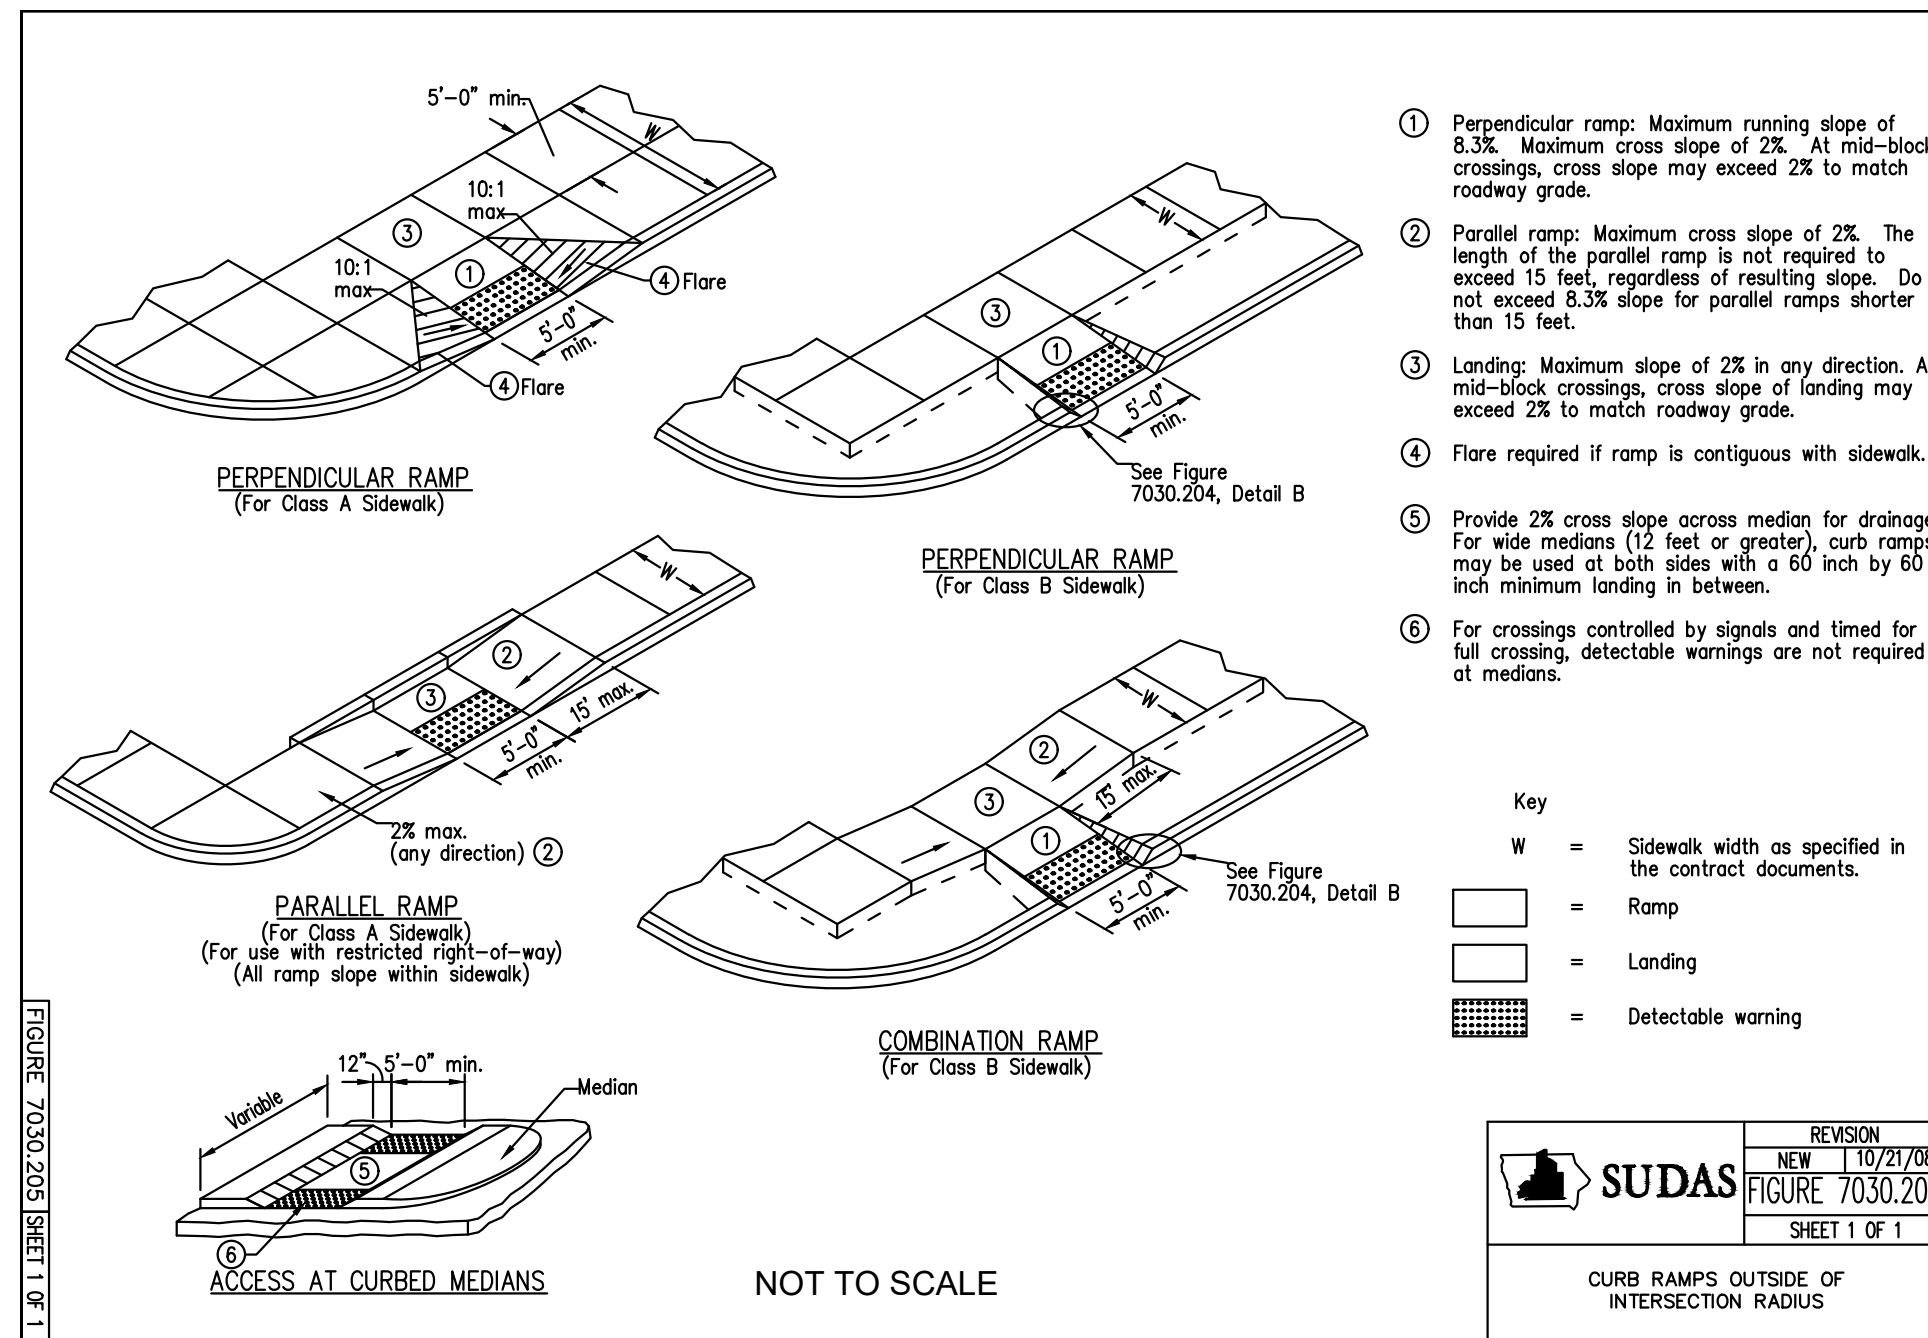 5'-0" min.
W
10:1
max
③
10:1
max
①
④ Flare
5'-0"
min.
④ Flare
PERPENDICULAR RAMP
(For Class A Sidewalk)
W
③
①
5'-0"
min.
See Figure
7030.204, Detail B
PERPENDICULAR RAMP
(For Class B Sidewalk)
W
②
③
15' max.
5'-0"
min.
2% max.
(any direction) ②
PARALLEL RAMP
(For Class A Sidewalk)
(For use with restricted right-of-way)
(All ramp slope within sidewalk)
W
②
③
15' max.
①
See Figure
7030.204, Detail B
5'-0"
min.
COMBINATION RAMP
(For Class B Sidewalk)
12" 5'-0" min.
Variable
Median
⑤
⑥
ACCESS AT CURBED MEDIANS
NOT TO SCALE
① Perpendicular ramp: Maximum running slope of
8.3%. Maximum cross slope of 2%. At mid-block
crossings, cross slope may exceed 2% to match
roadway grade.
② Parallel ramp: Maximum cross slope of 2%. The
length of the parallel ramp is not required to
exceed 15 feet, regardless of resulting slope. Do
not exceed 8.3% slope for parallel ramps shorter
than 15 feet.
③ Landing: Maximum slope of 2% in any direction. A
mid-block crossings, cross slope of landing may
exceed 2% to match roadway grade.
④ Flare required if ramp is contiguous with sidewalk.
⑤ Provide 2% cross slope across median for drainage
For wide medians (12 feet or greater), curb ramps
may be used at both sides with a 60 inch by 60
inch minimum landing in between.
⑥ For crossings controlled by signals and timed for
full crossing, detectable warnings are not required
at medians.
Key
W = Sidewalk width as specified in
the contract documents.
= Ramp
= Landing
= Detectable warning
SUDAS
REVISION
NEW 10/21/08
FIGURE 7030.20
SHEET 1 OF 1
CURB RAMPS OUTSIDE OF
INTERSECTION RADIUS
FIGURE 7030.205 SHEET 1 OF 1